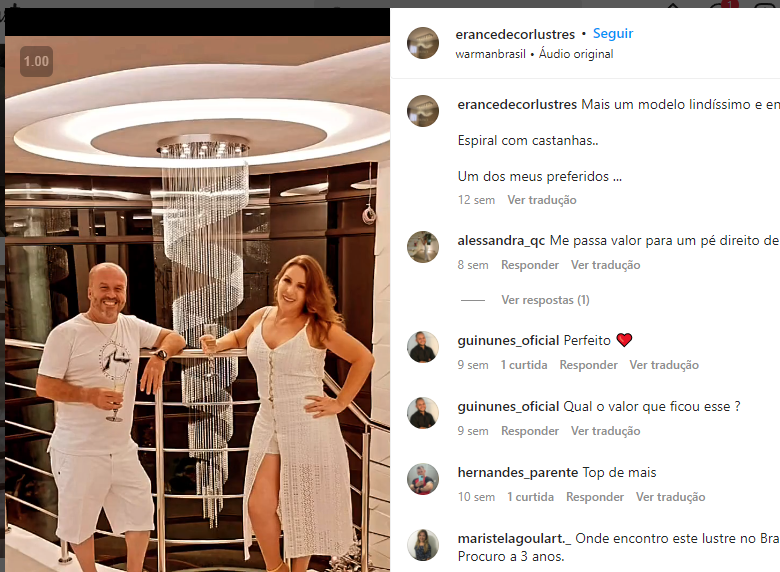 1.00
erancedecorlustres • Seguir
warmanbrasil • Áudio original
erancedecorlustres Mais um modelo lindíssimo e
Espiral com castanhas..
Um dos meus preferidos ...
12 sem Ver tradução
alessandra_qc Me passa valor para um pé direito de
8 sem Responder Ver tradução
Ver respostas (1)
guinunes_oficial Perfeito ❤
9 sem 1 curtida Responder Ver tradução
guinunes_oficial Qual o valor que ficou esse ?
9 sem Responder Ver tradução
hernandes_parente Top de mais
10 sem 1 curtida Responder Ver tradução
maristelagoulart._ Onde encontro este lustre no
Procuro a 3 anos.